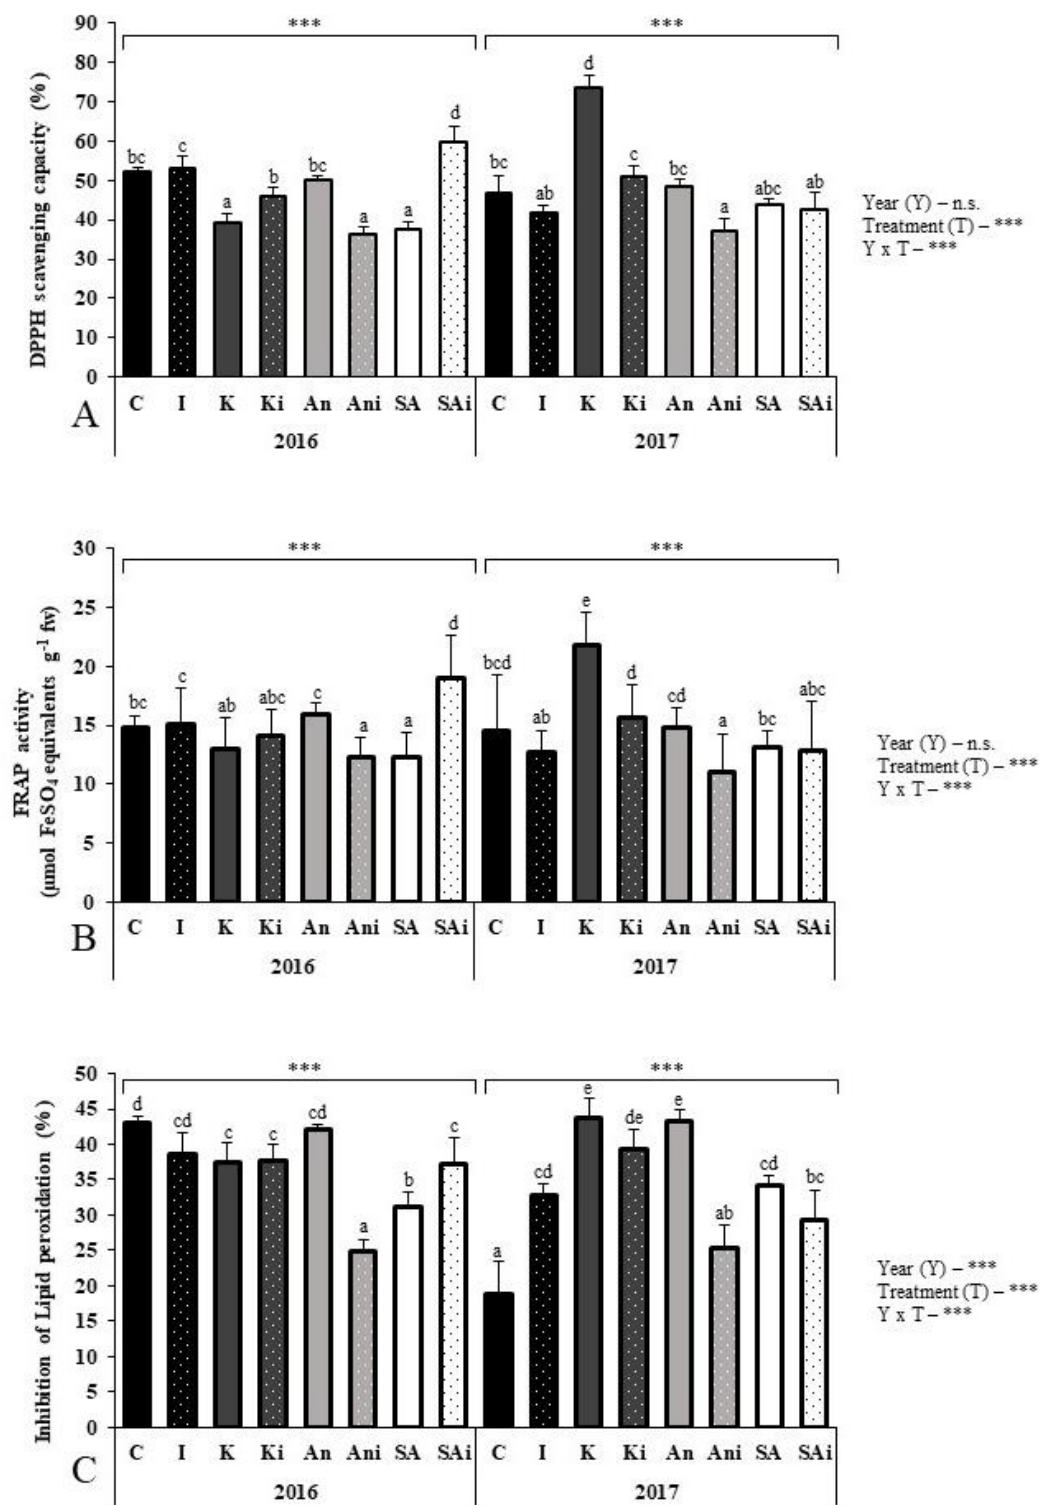 90
80
70
60
50
40
30
20
10
0
DPPH scavenging capacity (%)
*** ***
bc c a b bc a a d bc ab d c bc a abc ab
C I K Ki An Ani SA SAi C I K Ki An Ani SA SAi
2016 2017
A
Year (Y) – n.s.
Treatment (T) – ***
Y x T – ***
30
25
20
15
10
5
0
FRAP activity
(µmol FeSO4 equivalents g-1 fw)
*** ***
bc c ab abc c a a d bcd ab e d cd a bc abc
C I K Ki An Ani SA SAi C I K Ki An Ani SA SAi
2016 2017
B
Year (Y) – n.s.
Treatment (T) – ***
Y x T – ***
50
45
40
35
30
25
20
15
10
5
0
Inhibition of Lipid peroxidation (%)
*** ***
d cd c c cd a b c a cd e de e ab cd bc
C I K Ki An Ani SA SAi C I K Ki An Ani SA SAi
2016 2017
C
Year (Y) – ***
Treatment (T) – ***
Y x T – ***